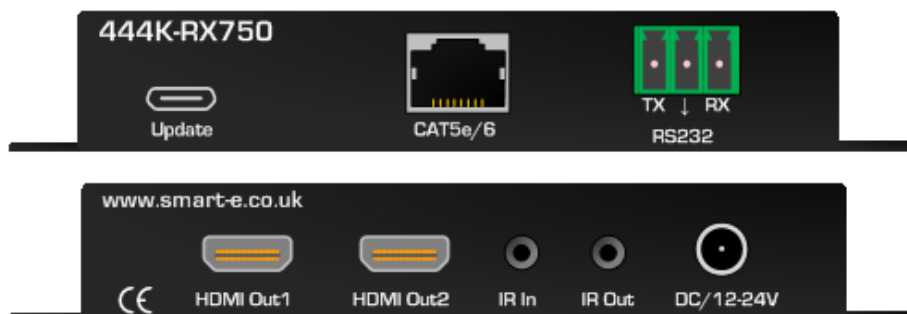 444K-RX750
Update
CAT5e/6
TX ↓ RX
RS232
www.smart-e.co.uk
CE HDMI Out1 HDMI Out2 IR In IR Out DC/12-24V